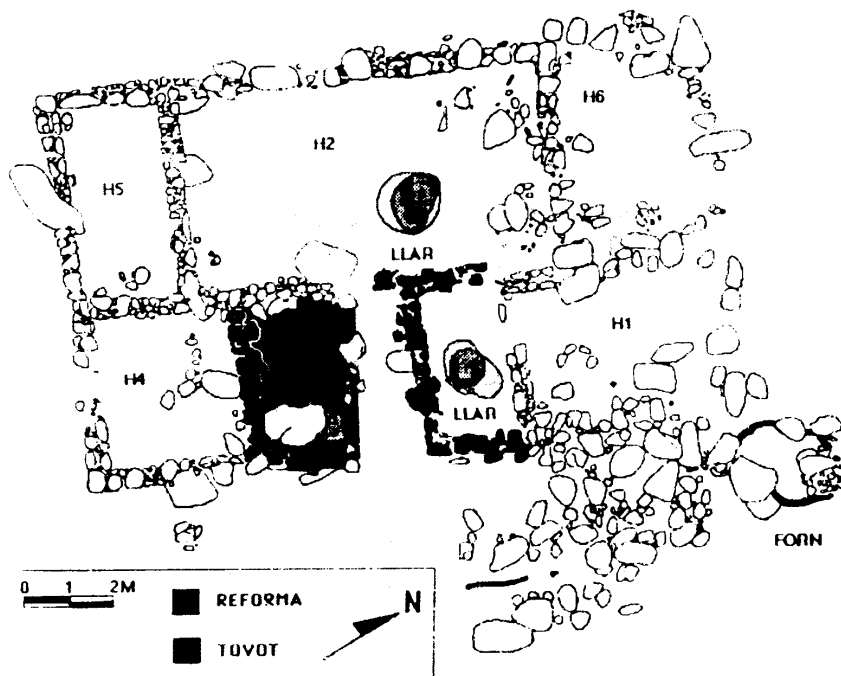 H6
H2
H5
LLAR
H1
H4
LLAR
FORN
0 1 2M
REFORMA
N
TOVOT